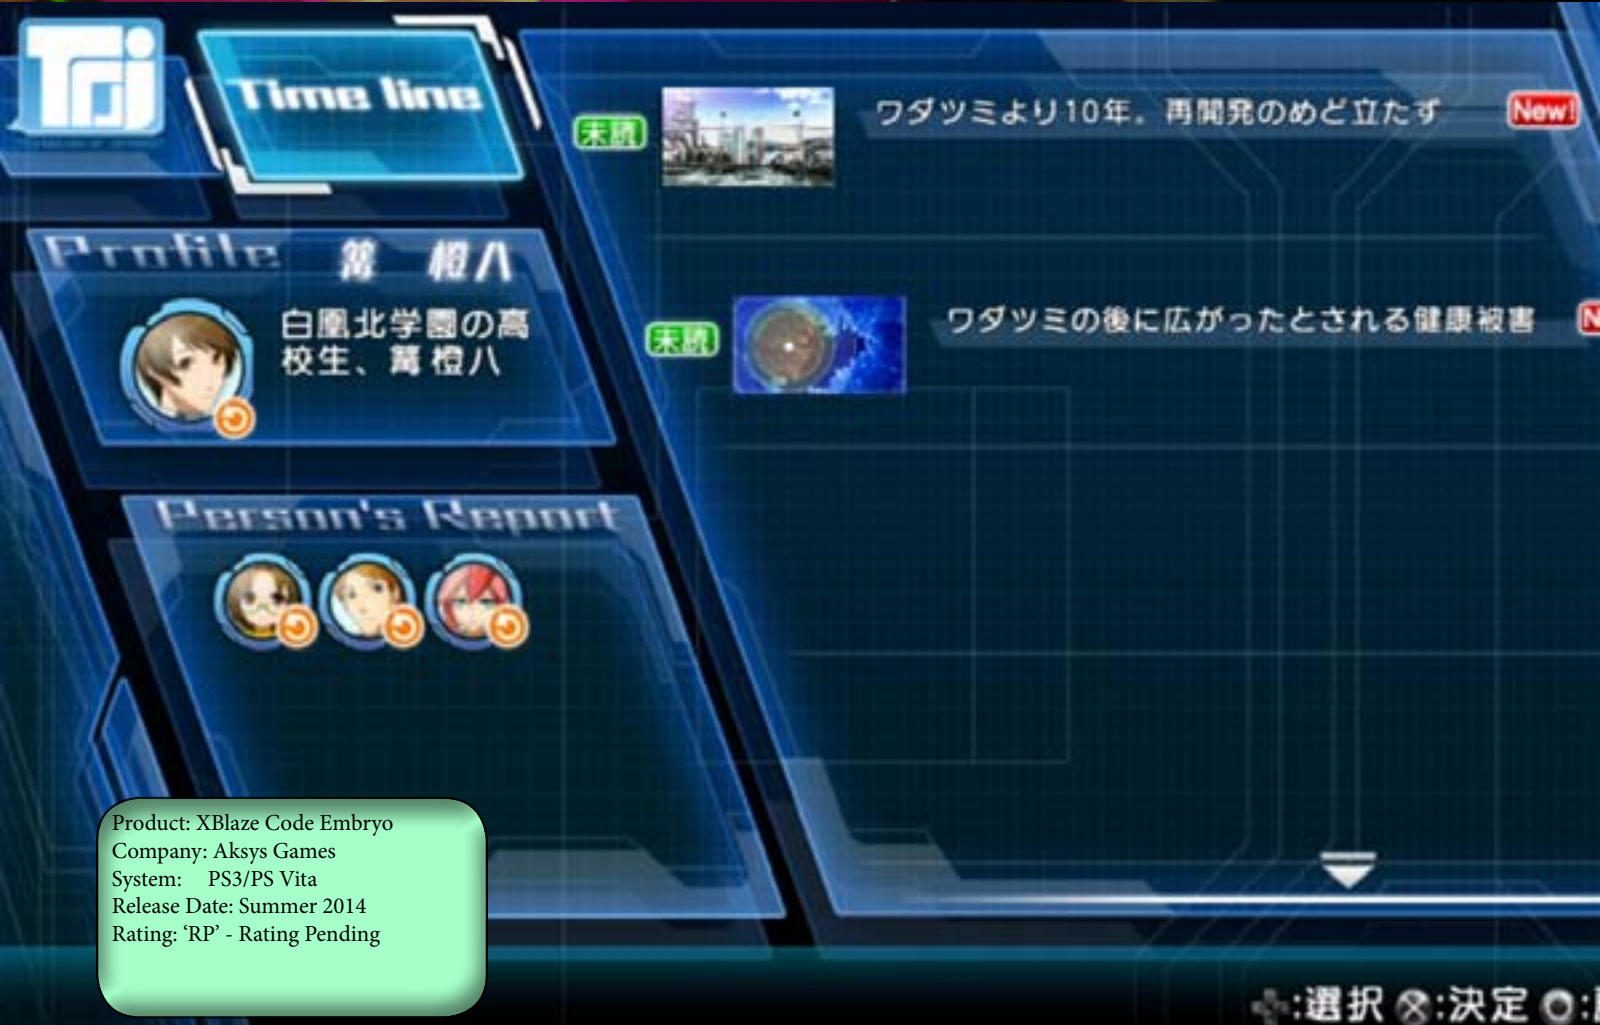 TOi
Time line
未読
ワダツミより10年。再開発のめど立たず
New!
Profile 篝 橙八
白凰北学園の高
校生、篝 橙八
未読
ワダツミの後に広がったとされる健康被害
Person's Report
Product: XBlaze Code Embryo
Company: Aksys Games
System: PS3/PS Vita
Release Date: Summer 2014
Rating: ‘RP’ - Rating Pending
:選択 :決定